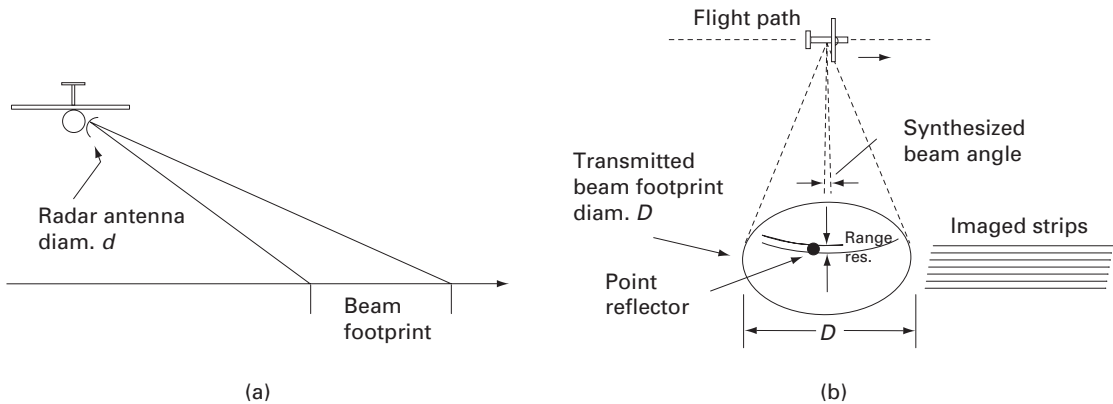 Radar antenna
diam. d
Beam
footprint
(a)
Flight path
Synthesized
beam angle
Transmitted
beam footprint
diam. D
Range
res.
Imaged strips
Point
reflector
D
(b)